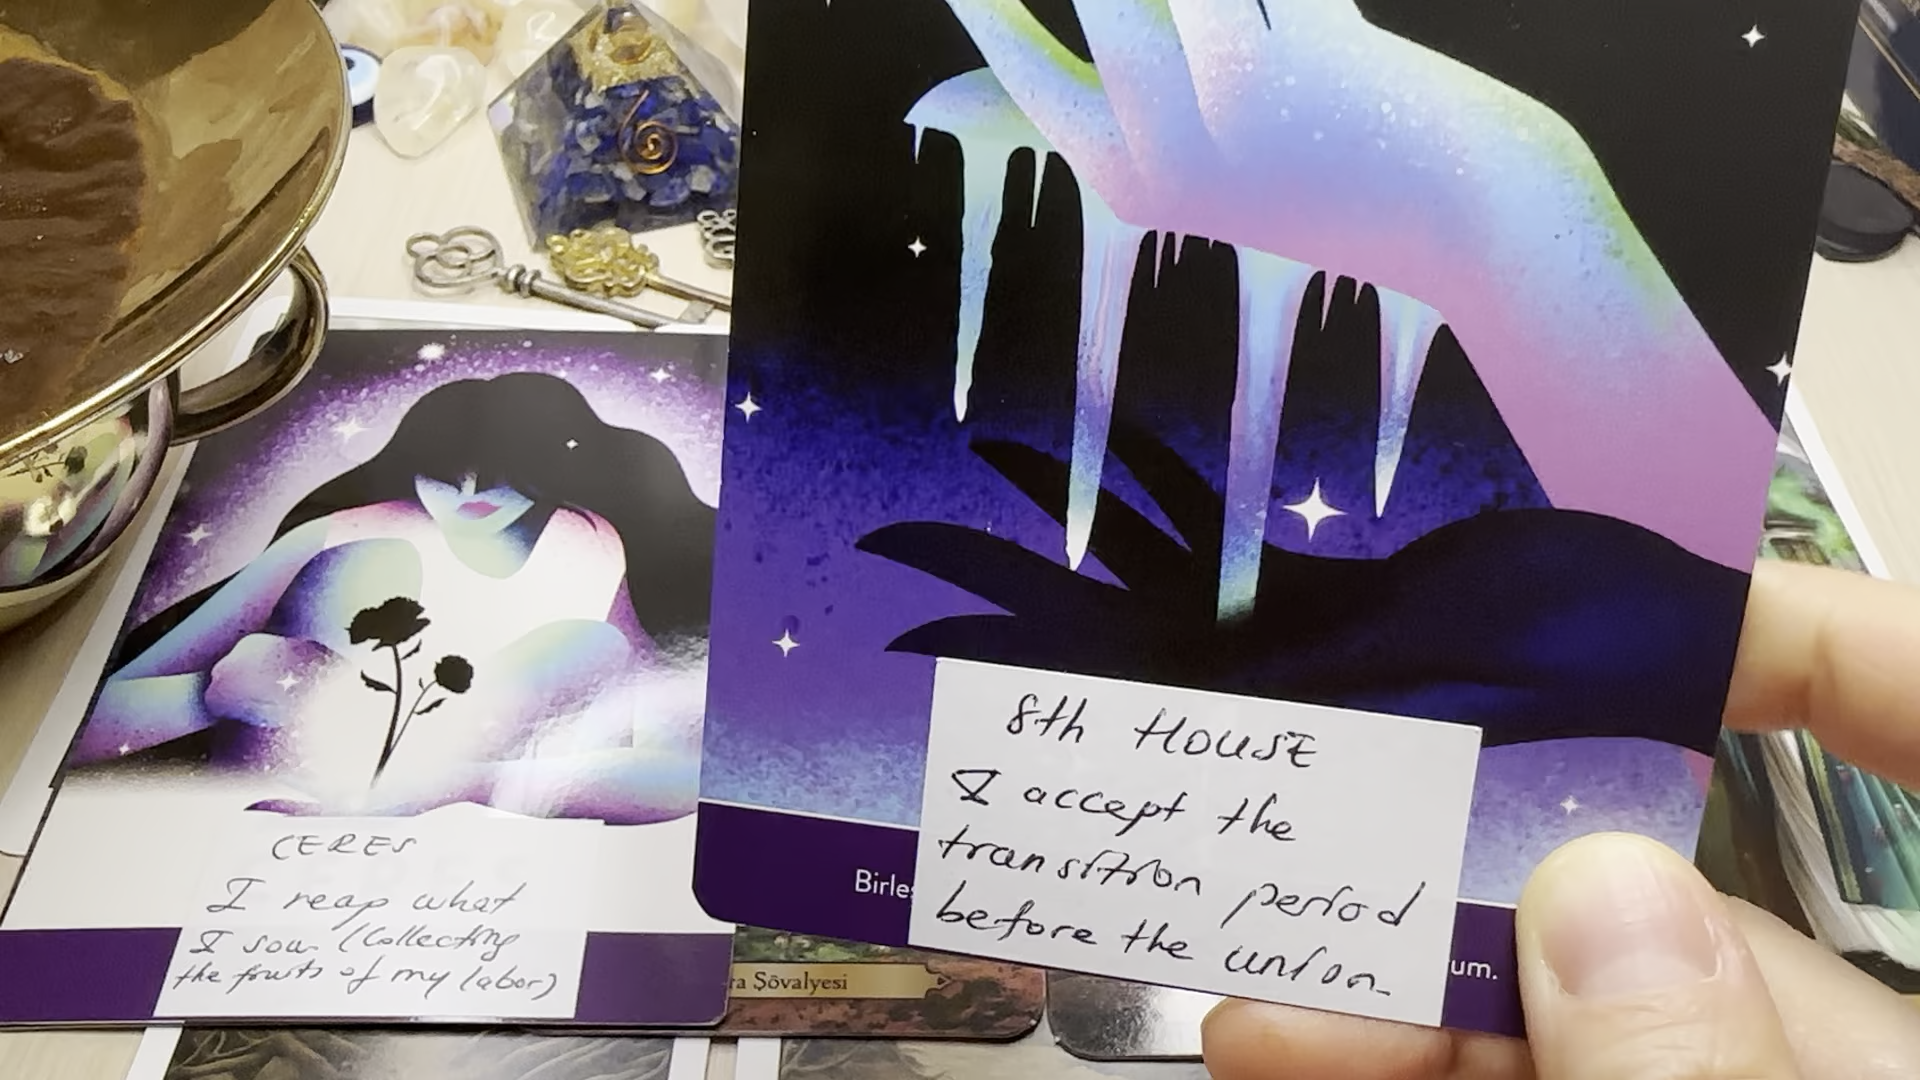 CERES
I reap what
I sow (Collecting
the fruits of my labor)
8th HOUSE
I accept the
transition period
before the union.
Birleş
um.
ra Şövalyesi